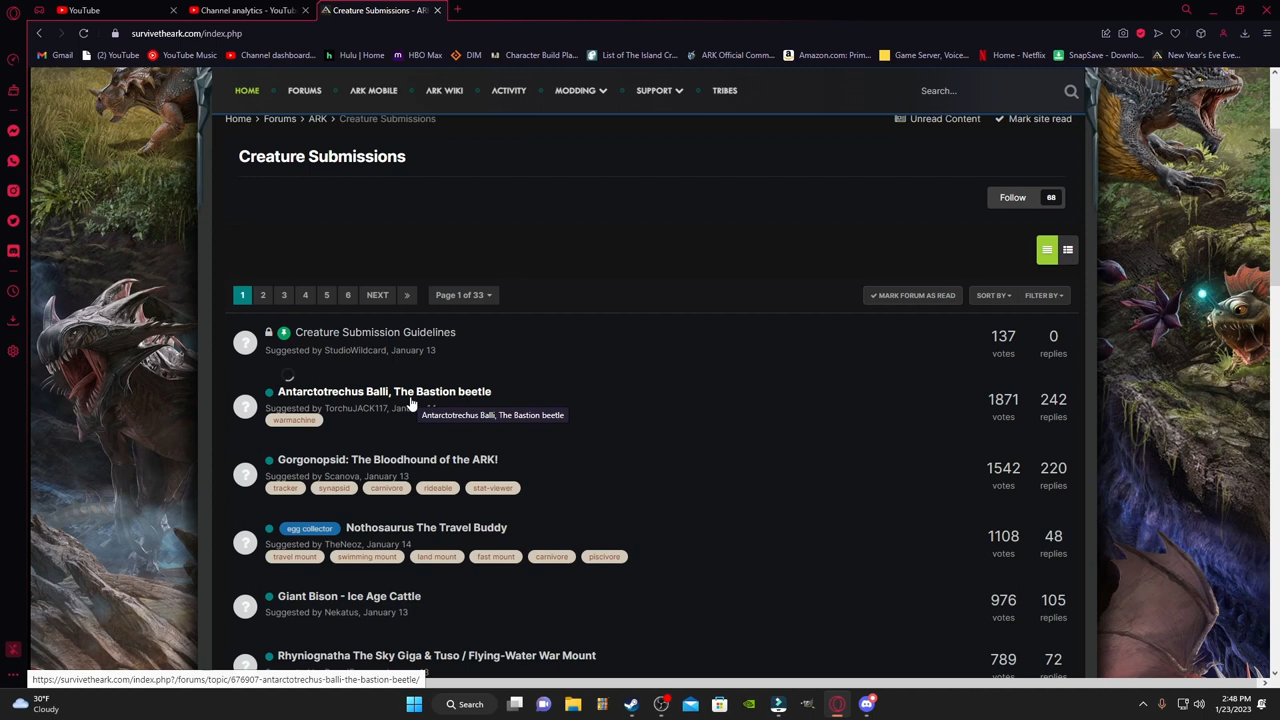 YouTube
Channel analytics - YouTub
Creature Submissions - AR
survivetheark.com/index.php
Gmail
(2) YouTube
YouTube Music
Channel dashboard...
Hulu | Home
HBO Max
DIM
Character Build Pla...
List of The Island Cr...
ARK Official Comm...
Amazon.com: Prim...
Game Server, Voice...
Home - Netflix
SnapSave - Downlo...
New Year's Eve Eve...
HOME
FORUMS
ARK MOBILE
ARK WIKI
ACTIVITY
MODDING
SUPPORT
TRIBES
Search...
Home > Forums > ARK > Creature Submissions
Unread Content
Mark site read
Creature Submissions
Follow 68
1 2 3 4 5 6 NEXT »
Page 1 of 33
MARK FORUM AS READ
SORT BY
FILTER BY
Creature Submission Guidelines
Suggested by StudioWildcard, January 13
137 0
votes replies
Antarctotrechus Balli, The Bastion beetle
Suggested by TorchuJACK117,
Antarctotrechus Balli, The Bastion beetle
warmachine
1871 242
votes replies
Gorgonopsid: The Bloodhound of the ARK!
Suggested by Scanova, January 13
tracker synapsid carnivore rideable stat-viewer
1542 220
votes replies
egg collector Nothosaurus The Travel Buddy
Suggested by TheNeoz, January 14
travel mount swimming mount land mount fast mount carnivore piscivore
1108 48
votes replies
Giant Bison - Ice Age Cattle
Suggested by Nekatus, January 13
976 105
votes replies
Rhyniognatha The Sky Giga & Tuso / Flying-Water War Mount
789 72
votes replies
https://survivetheark.com/index.php?/forums/topic/676907-antarctotrechus-balli-the-bastion-beetle/
30°F
Cloudy
Search
2:48 PM
1/23/2023